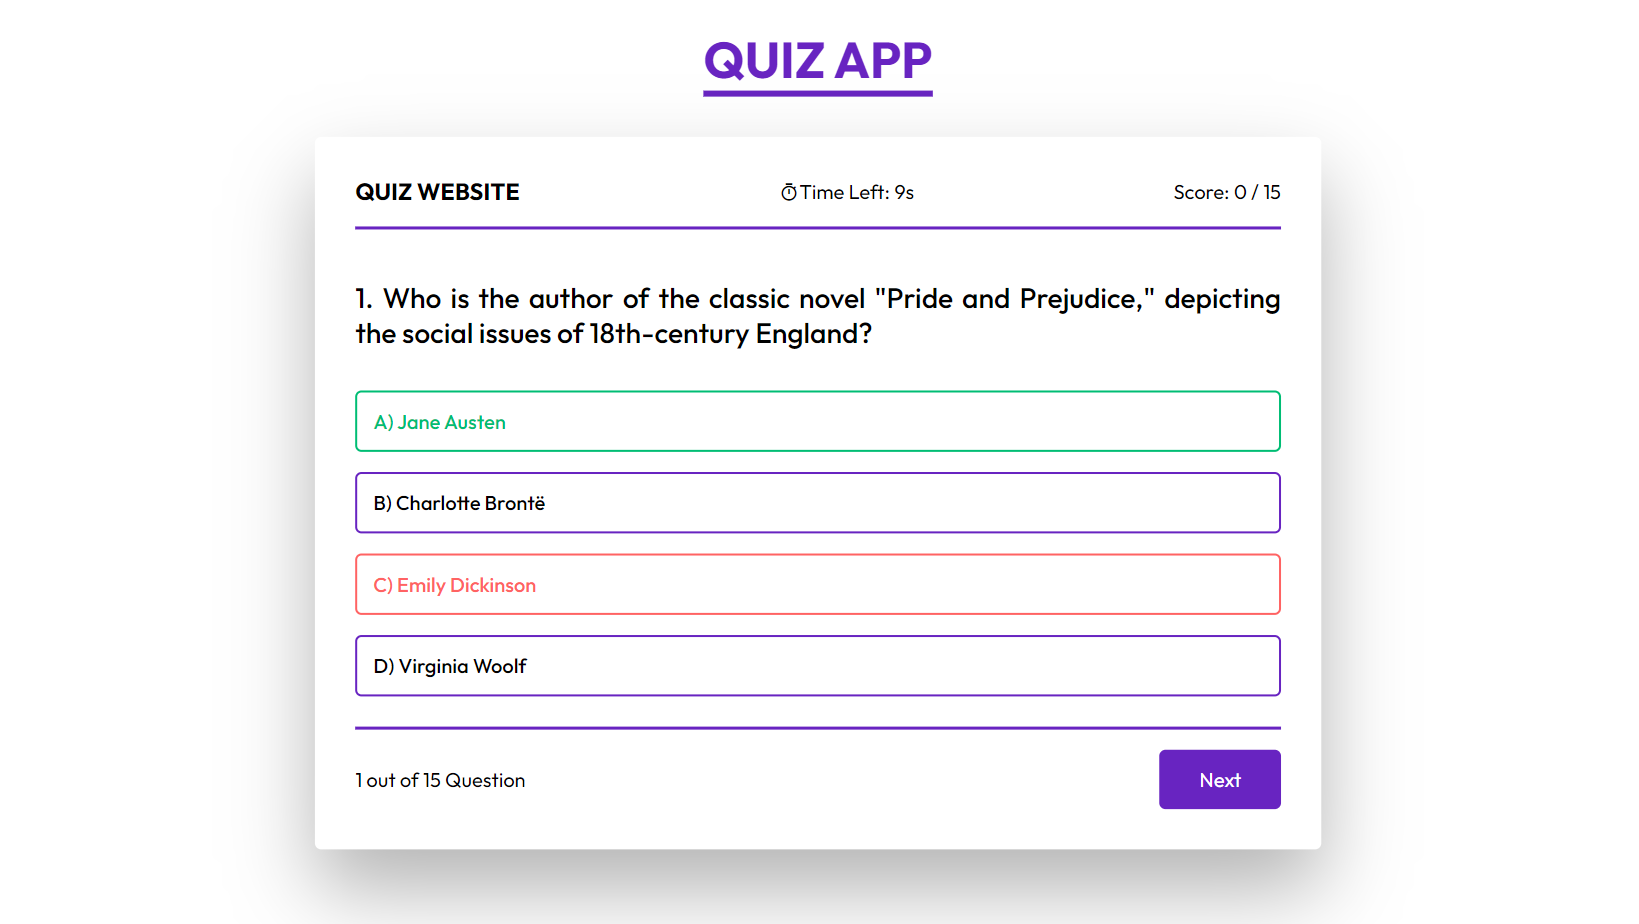 QUIZ APP
QUIZ WEBSITE
Time Left: 9s
Score: 0 / 15
1. Who is the author of the classic novel "Pride and Prejudice," depicting
the social issues of 18th-century England?
A) Jane Austen
B) Charlotte Brontë
C) Emily Dickinson
D) Virginia Woolf
1 out of 15 Question
Next